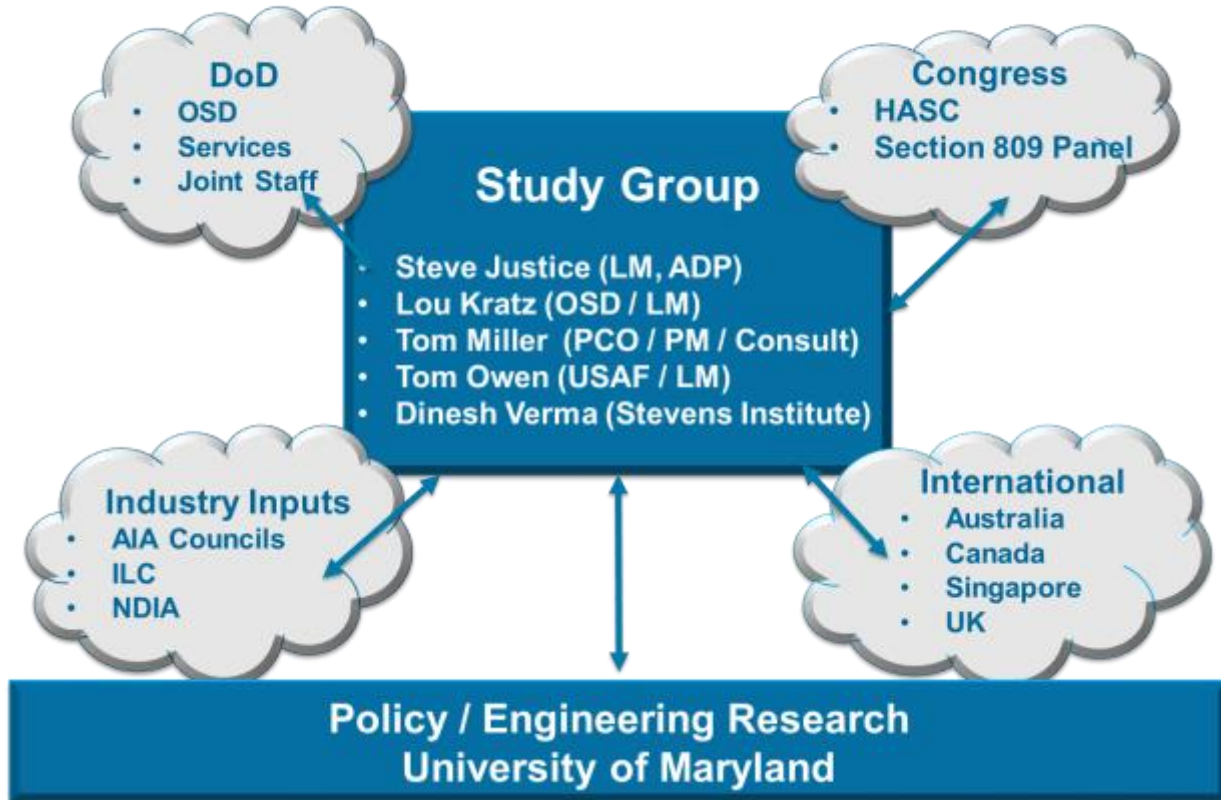 DoD
• OSD
• Services
• Joint Staff
Congress
• HASC
• Section 809 Panel
Study Group
• Steve Justice (LM, ADP)
• Lou Kratz (OSD / LM)
• Tom Miller (PCO / PM / Consult)
• Tom Owen (USAF / LM)
• Dinesh Verma (Stevens Institute)
Industry Inputs
• AIA Councils
• ILC
• NDIA
International
• Australia
• Canada
• Singapore
• UK
Policy / Engineering Research
University of Maryland